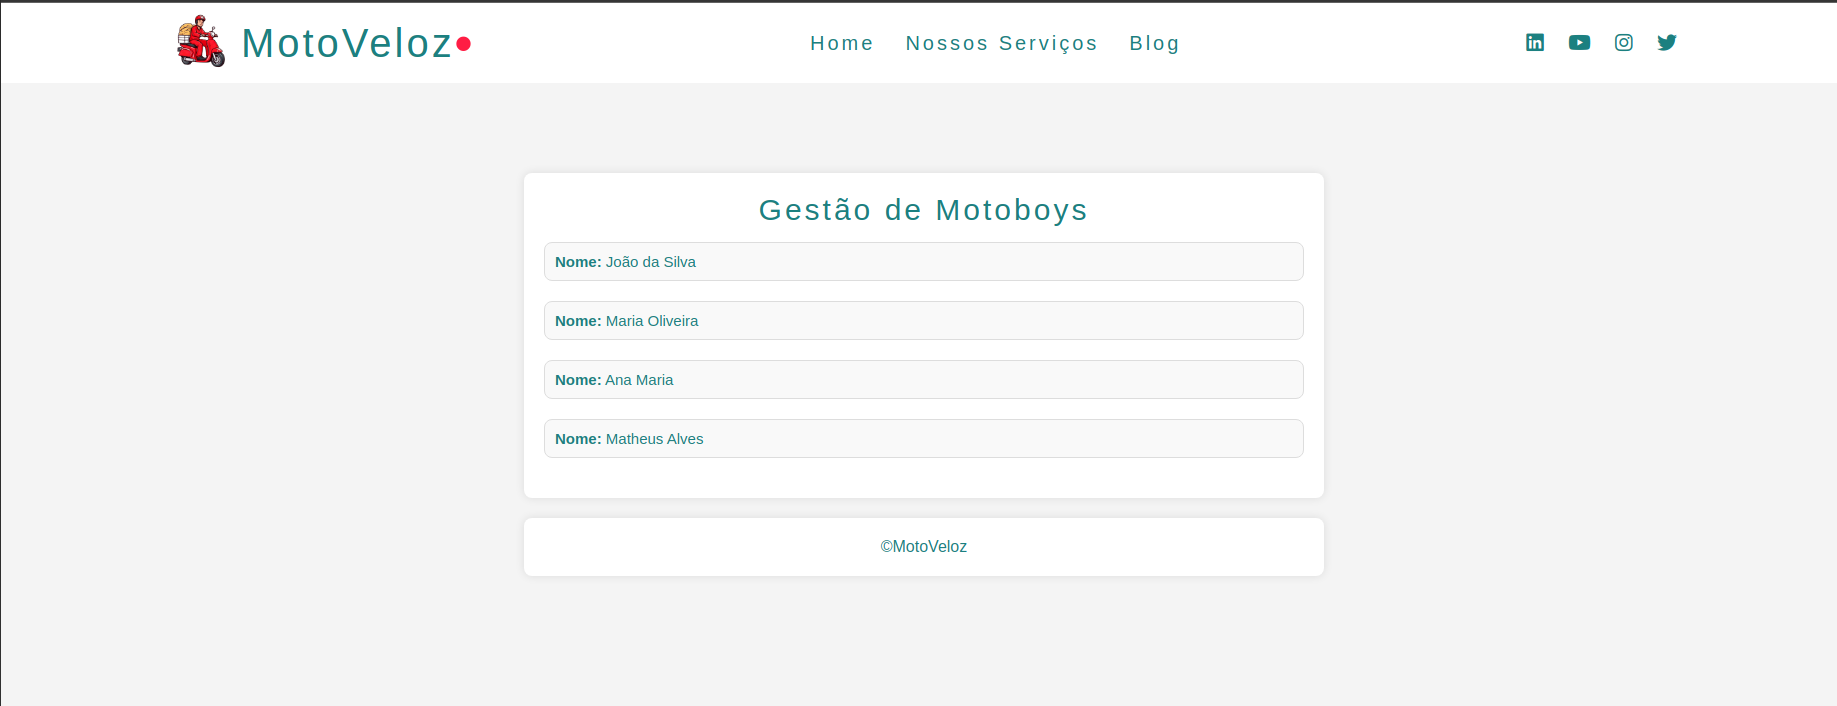 MotoVeloz
Home Nossos Serviços Blog
Gestão de Motoboys
Nome: João da Silva
Nome: Maria Oliveira
Nome: Ana Maria
Nome: Matheus Alves
©MotoVeloz